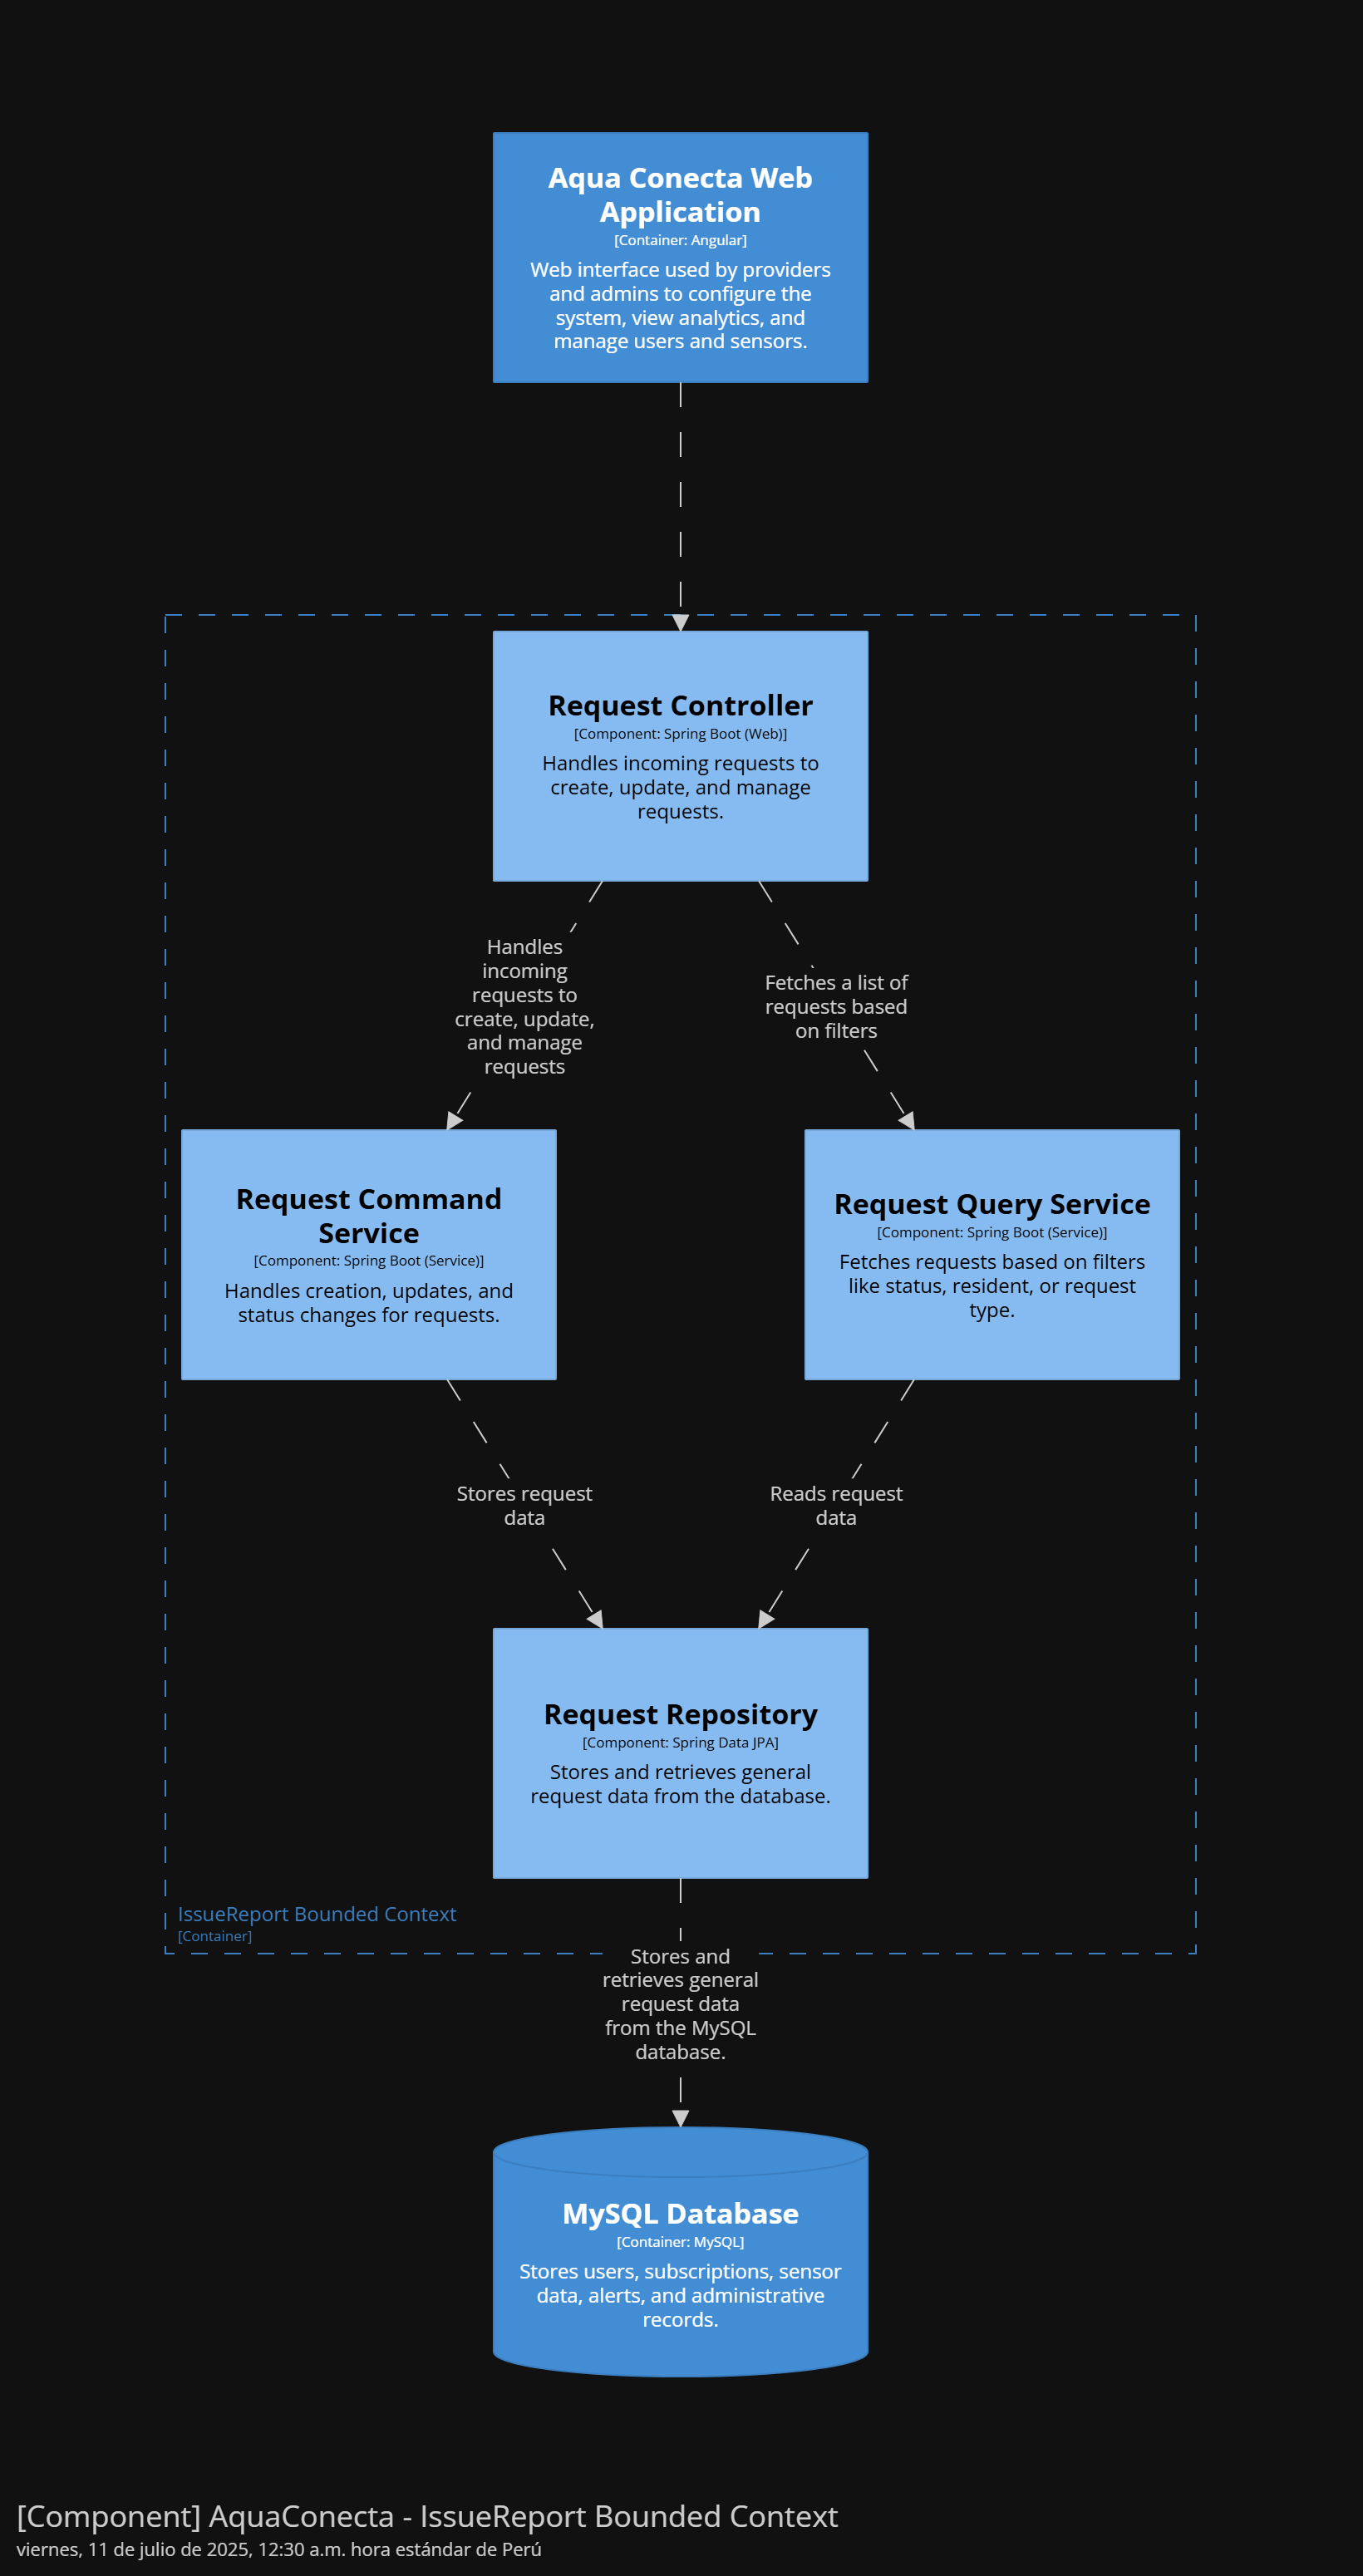 Aqua Conecta Web
Application
[Container: Angular]
Web interface used by providers
and admins to configure the
system, view analytics, and
manage users and sensors.
Request Controller
[Component: Spring Boot (Web)]
Handles incoming requests to
create, update, and manage
requests.
Handles
incoming
requests to
create, update,
and manage
requests
Fetches a list of
requests based
on filters
Request Command
Service
[Component: Spring Boot (Service)]
Handles creation, updates, and
status changes for requests.
Request Query Service
[Component: Spring Boot (Service)]
Fetches requests based on filters
like status, resident, or request
type.
Stores request
data
Reads request
data
Request Repository
[Component: Spring Data JPA]
Stores and retrieves general
request data from the database.
IssueReport Bounded Context
[Container]
Stores and
retrieves general
request data
from the MySQL
database.
MySQL Database
[Container: MySQL]
Stores users, subscriptions, sensor
data, alerts, and administrative
records.
[Component] AquaConecta - IssueReport Bounded Context
viernes, 11 de julio de 2025, 12:30 a.m. hora estándar de Perú